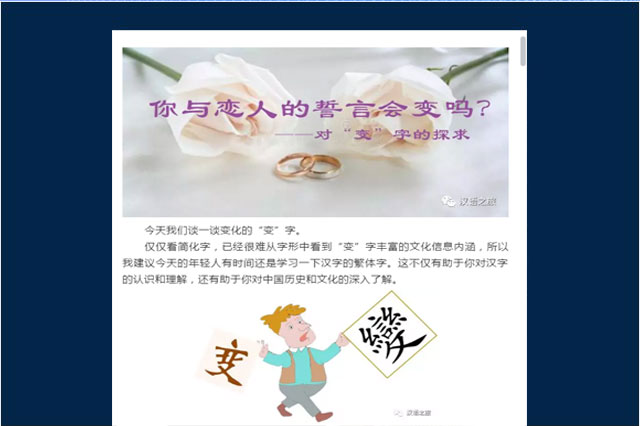 你与恋人的誓言会变吗?
——对“变”字的探求
汉语之旅
今天我们谈一谈变化的“变”字。
仅仅看简化字，已经很难从字形中看到“变”字丰富的文化信息内涵，所以
我建议今天的年轻人有时间还是学习一下汉字的繁体字。这不仅有助于你对汉字
的认识和理解，还有助于你对中国历史和文化的深入了解。
变
變
汉语之旅